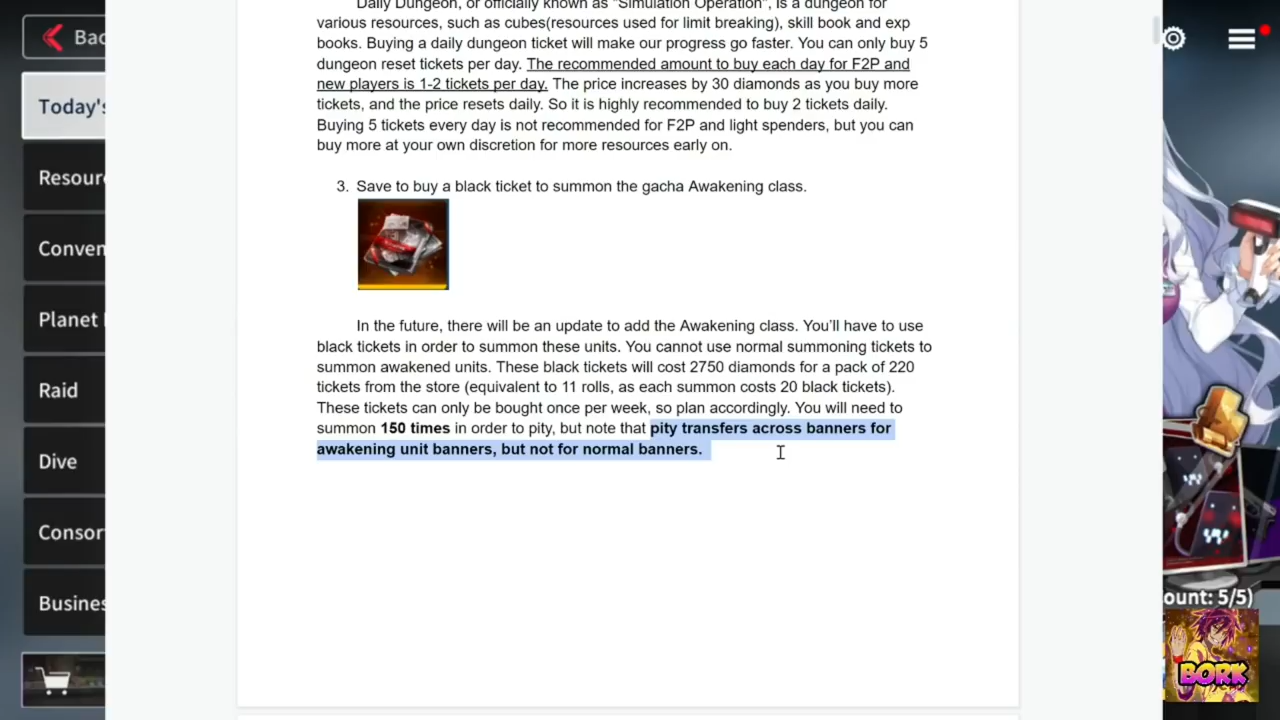 Bac
Today's
Resour
Conven
Planet
Raid
Dive
Consor
Busines
Daily Dungeon, or officially known as "Simulation Operation", is a dungeon for
various resources, such as cubes(resources used for limit breaking), skill book and exp
books. Buying a daily dungeon ticket will make our progress go faster. You can only buy 5
dungeon reset tickets per day. The recommended amount to buy each day for F2P and
new players is 1-2 tickets per day. The price increases by 30 diamonds as you buy more
tickets, and the price resets daily. So it is highly recommended to buy 2 tickets daily.
Buying 5 tickets every day is not recommended for F2P and light spenders, but you can
buy more at your own discretion for more resources early on.
3. Save to buy a black ticket to summon the gacha Awakening class.
In the future, there will be an update to add the Awakening class. You'll have to use
black tickets in order to summon these units. You cannot use normal summoning tickets to
summon awakened units. These black tickets will cost 2750 diamonds for a pack of 220
tickets from the store (equivalent to 11 rolls, as each summon costs 20 black tickets).
These tickets can only be bought once per week, so plan accordingly. You will need to
summon 150 times in order to pity, but note that pity transfers across banners for
awakening unit banners, but not for normal banners.
ount: 5/5)
BORK